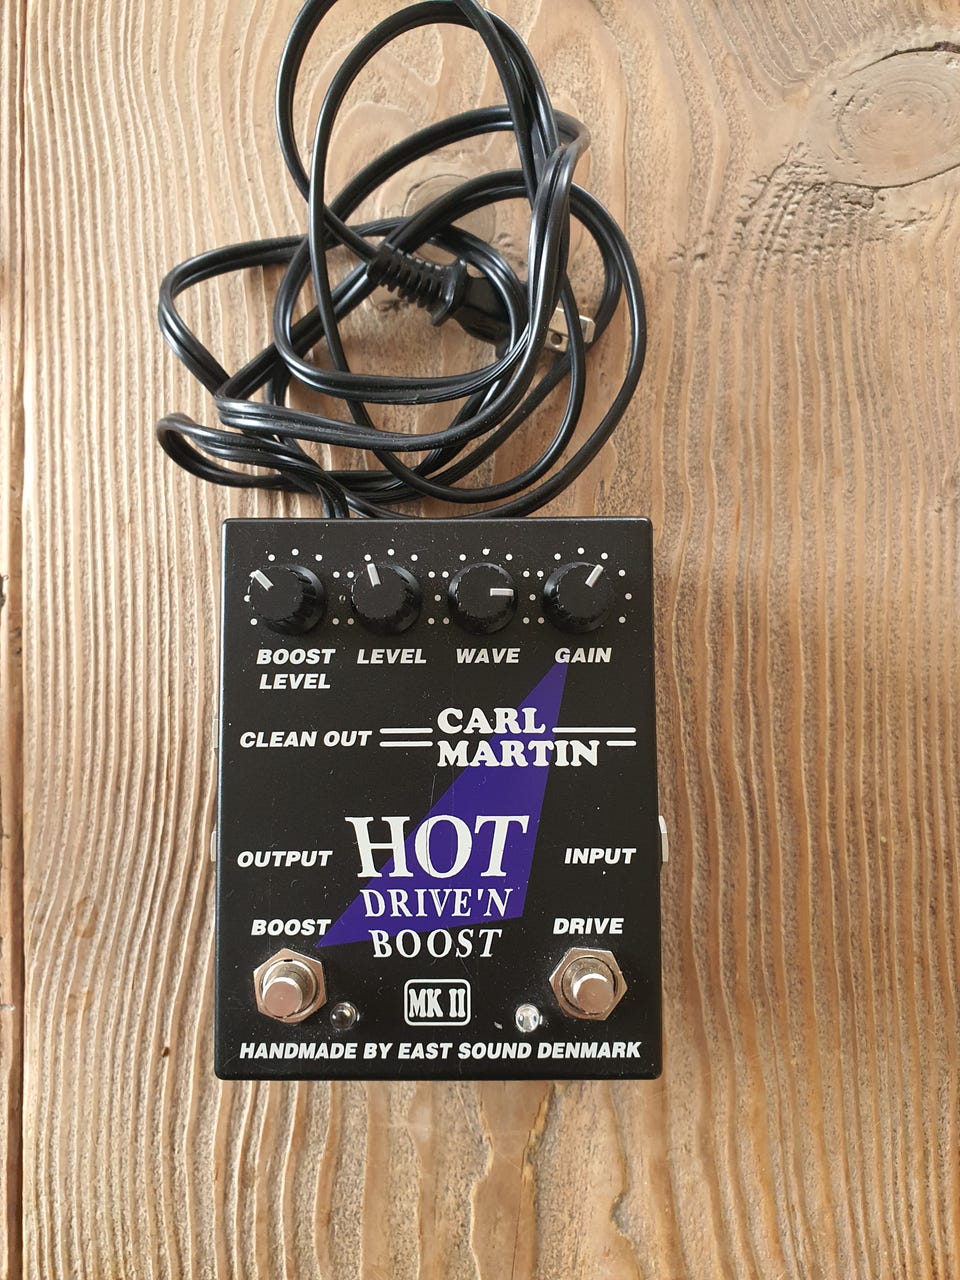 BOOST LEVEL
LEVEL
WAVE
GAIN
CLEAN OUT
CARL
MARTIN
HOT
DRIVE'N
BOOST
OUTPUT
INPUT
BOOST
DRIVE
MK II
HANDMADE BY EAST SOUND DENMARK